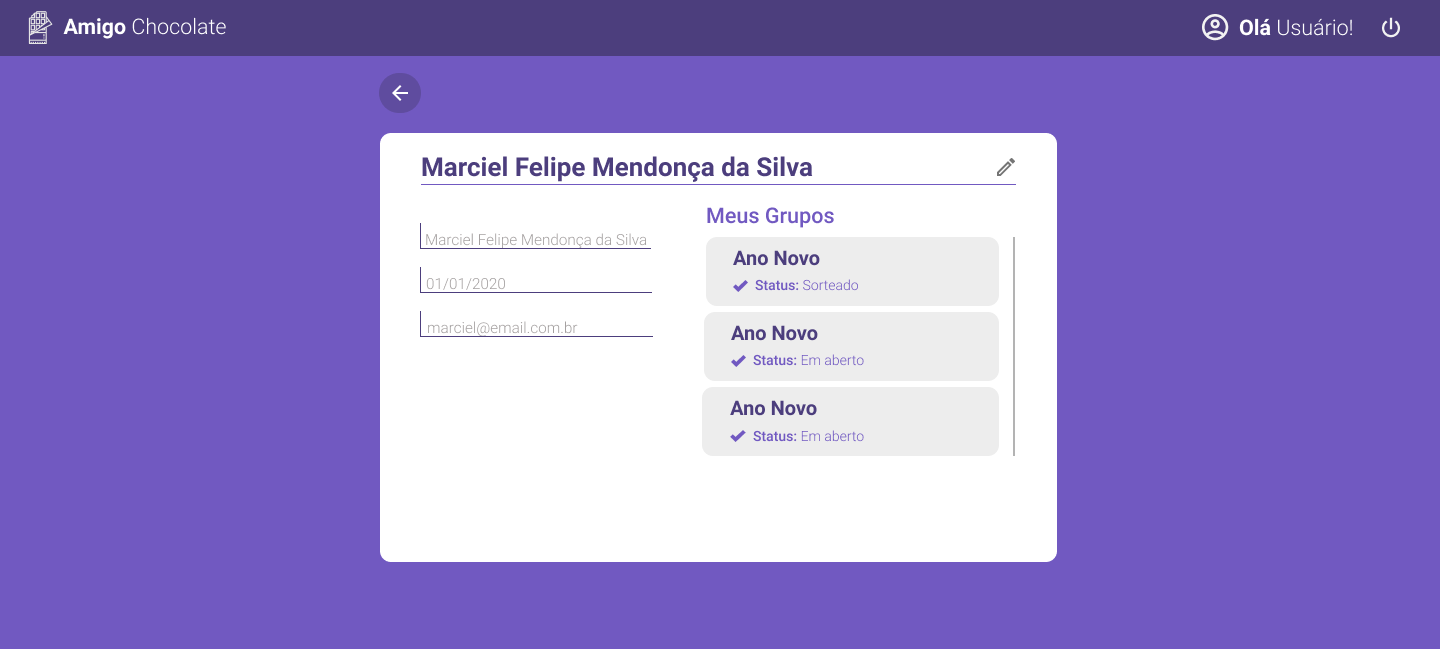 Amigo Chocolate
Olá Usuário!
Marciel Felipe Mendonça da Silva
Marciel Felipe Mendonça da Silva
01/01/2020
marciel@email.com.br
Meus Grupos
Ano Novo
Status: Sorteado
Ano Novo
Status: Em aberto
Ano Novo
Status: Em aberto